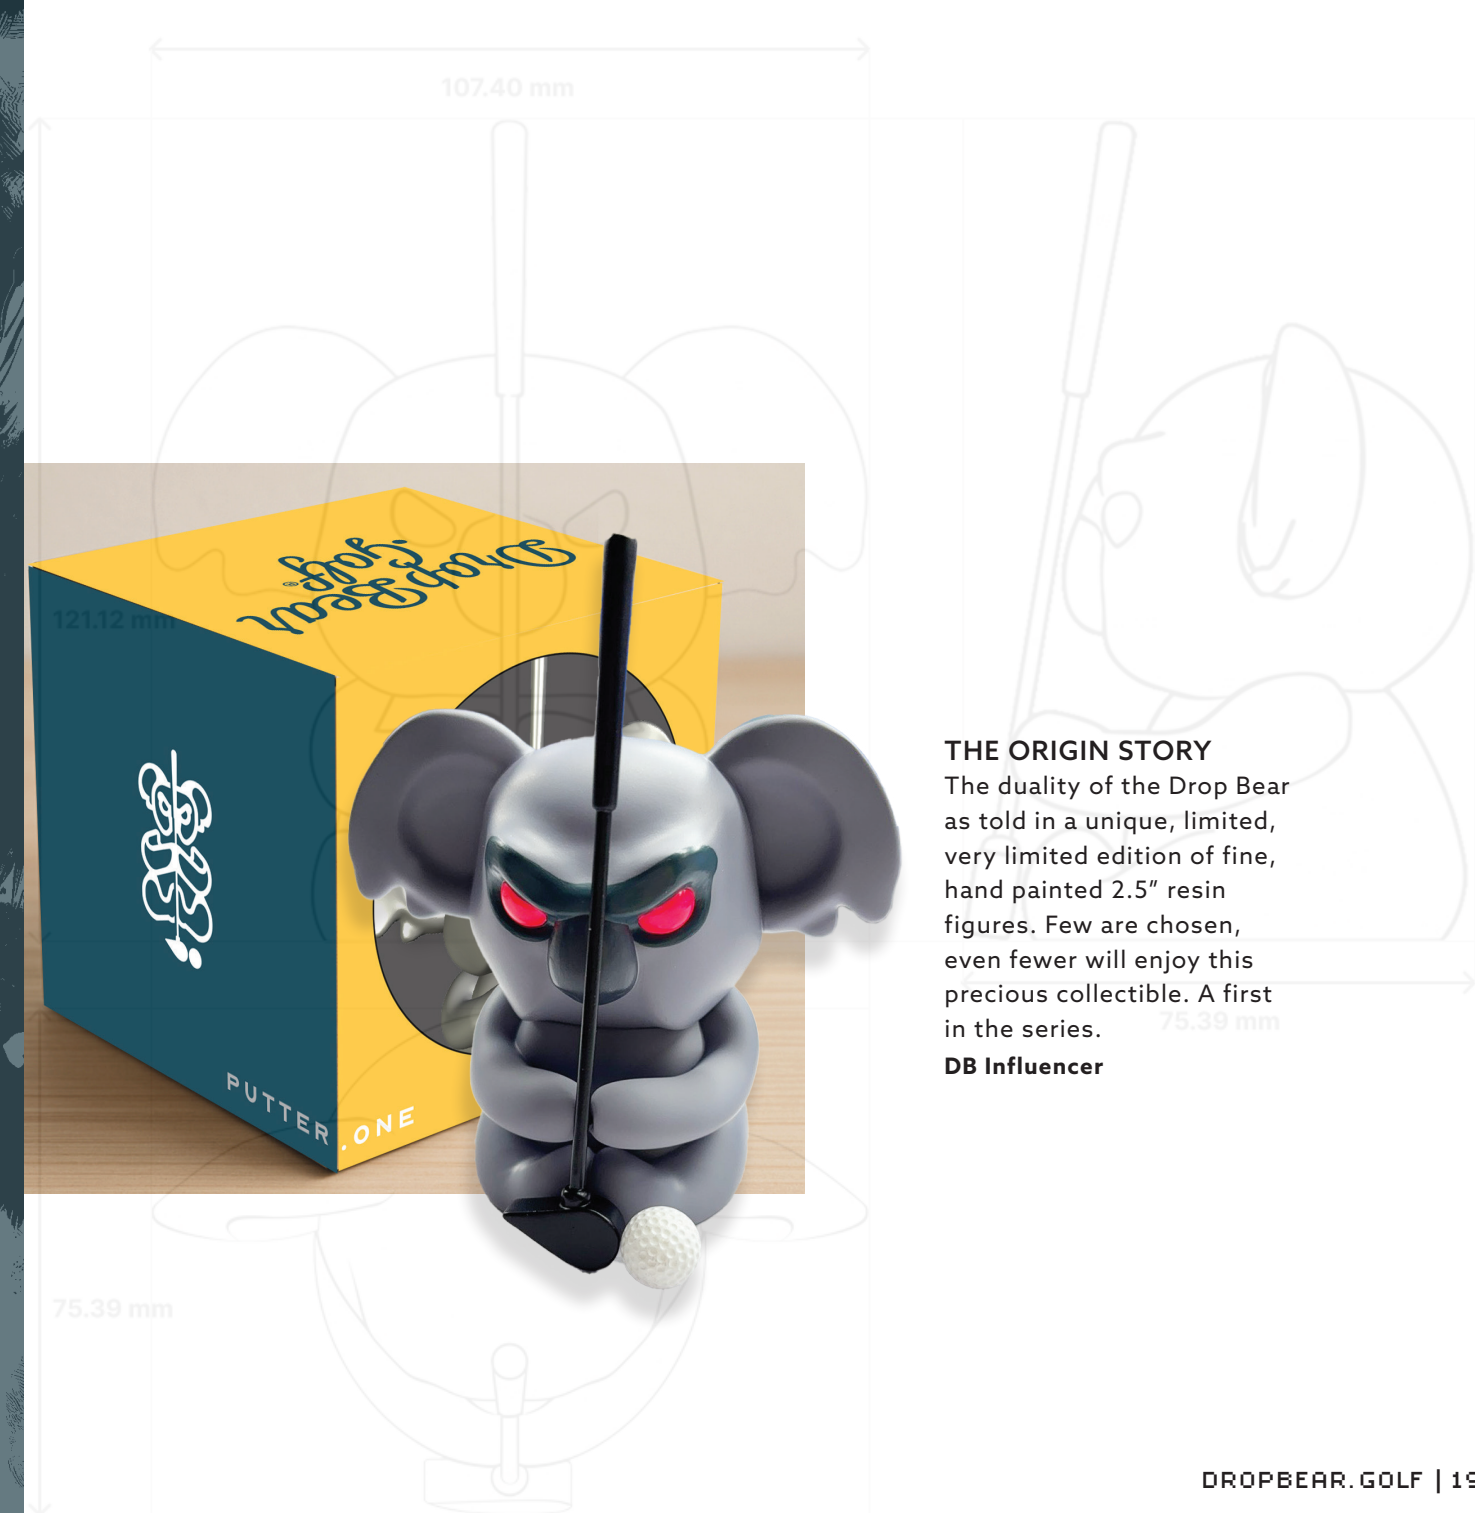 107.40 mm
Drop Bear
Golf®
121.12 mm
PUTTER.ONE
THE ORIGIN STORY
The duality of the Drop Bear
as told in a unique, limited,
very limited edition of fine,
hand painted 2.5” resin
figures. Few are chosen,
even fewer will enjoy this
precious collectible. A first
in the series.
DB Influencer
75.39 mm
75.39 mm
DROPBEAR.GOLF | 19